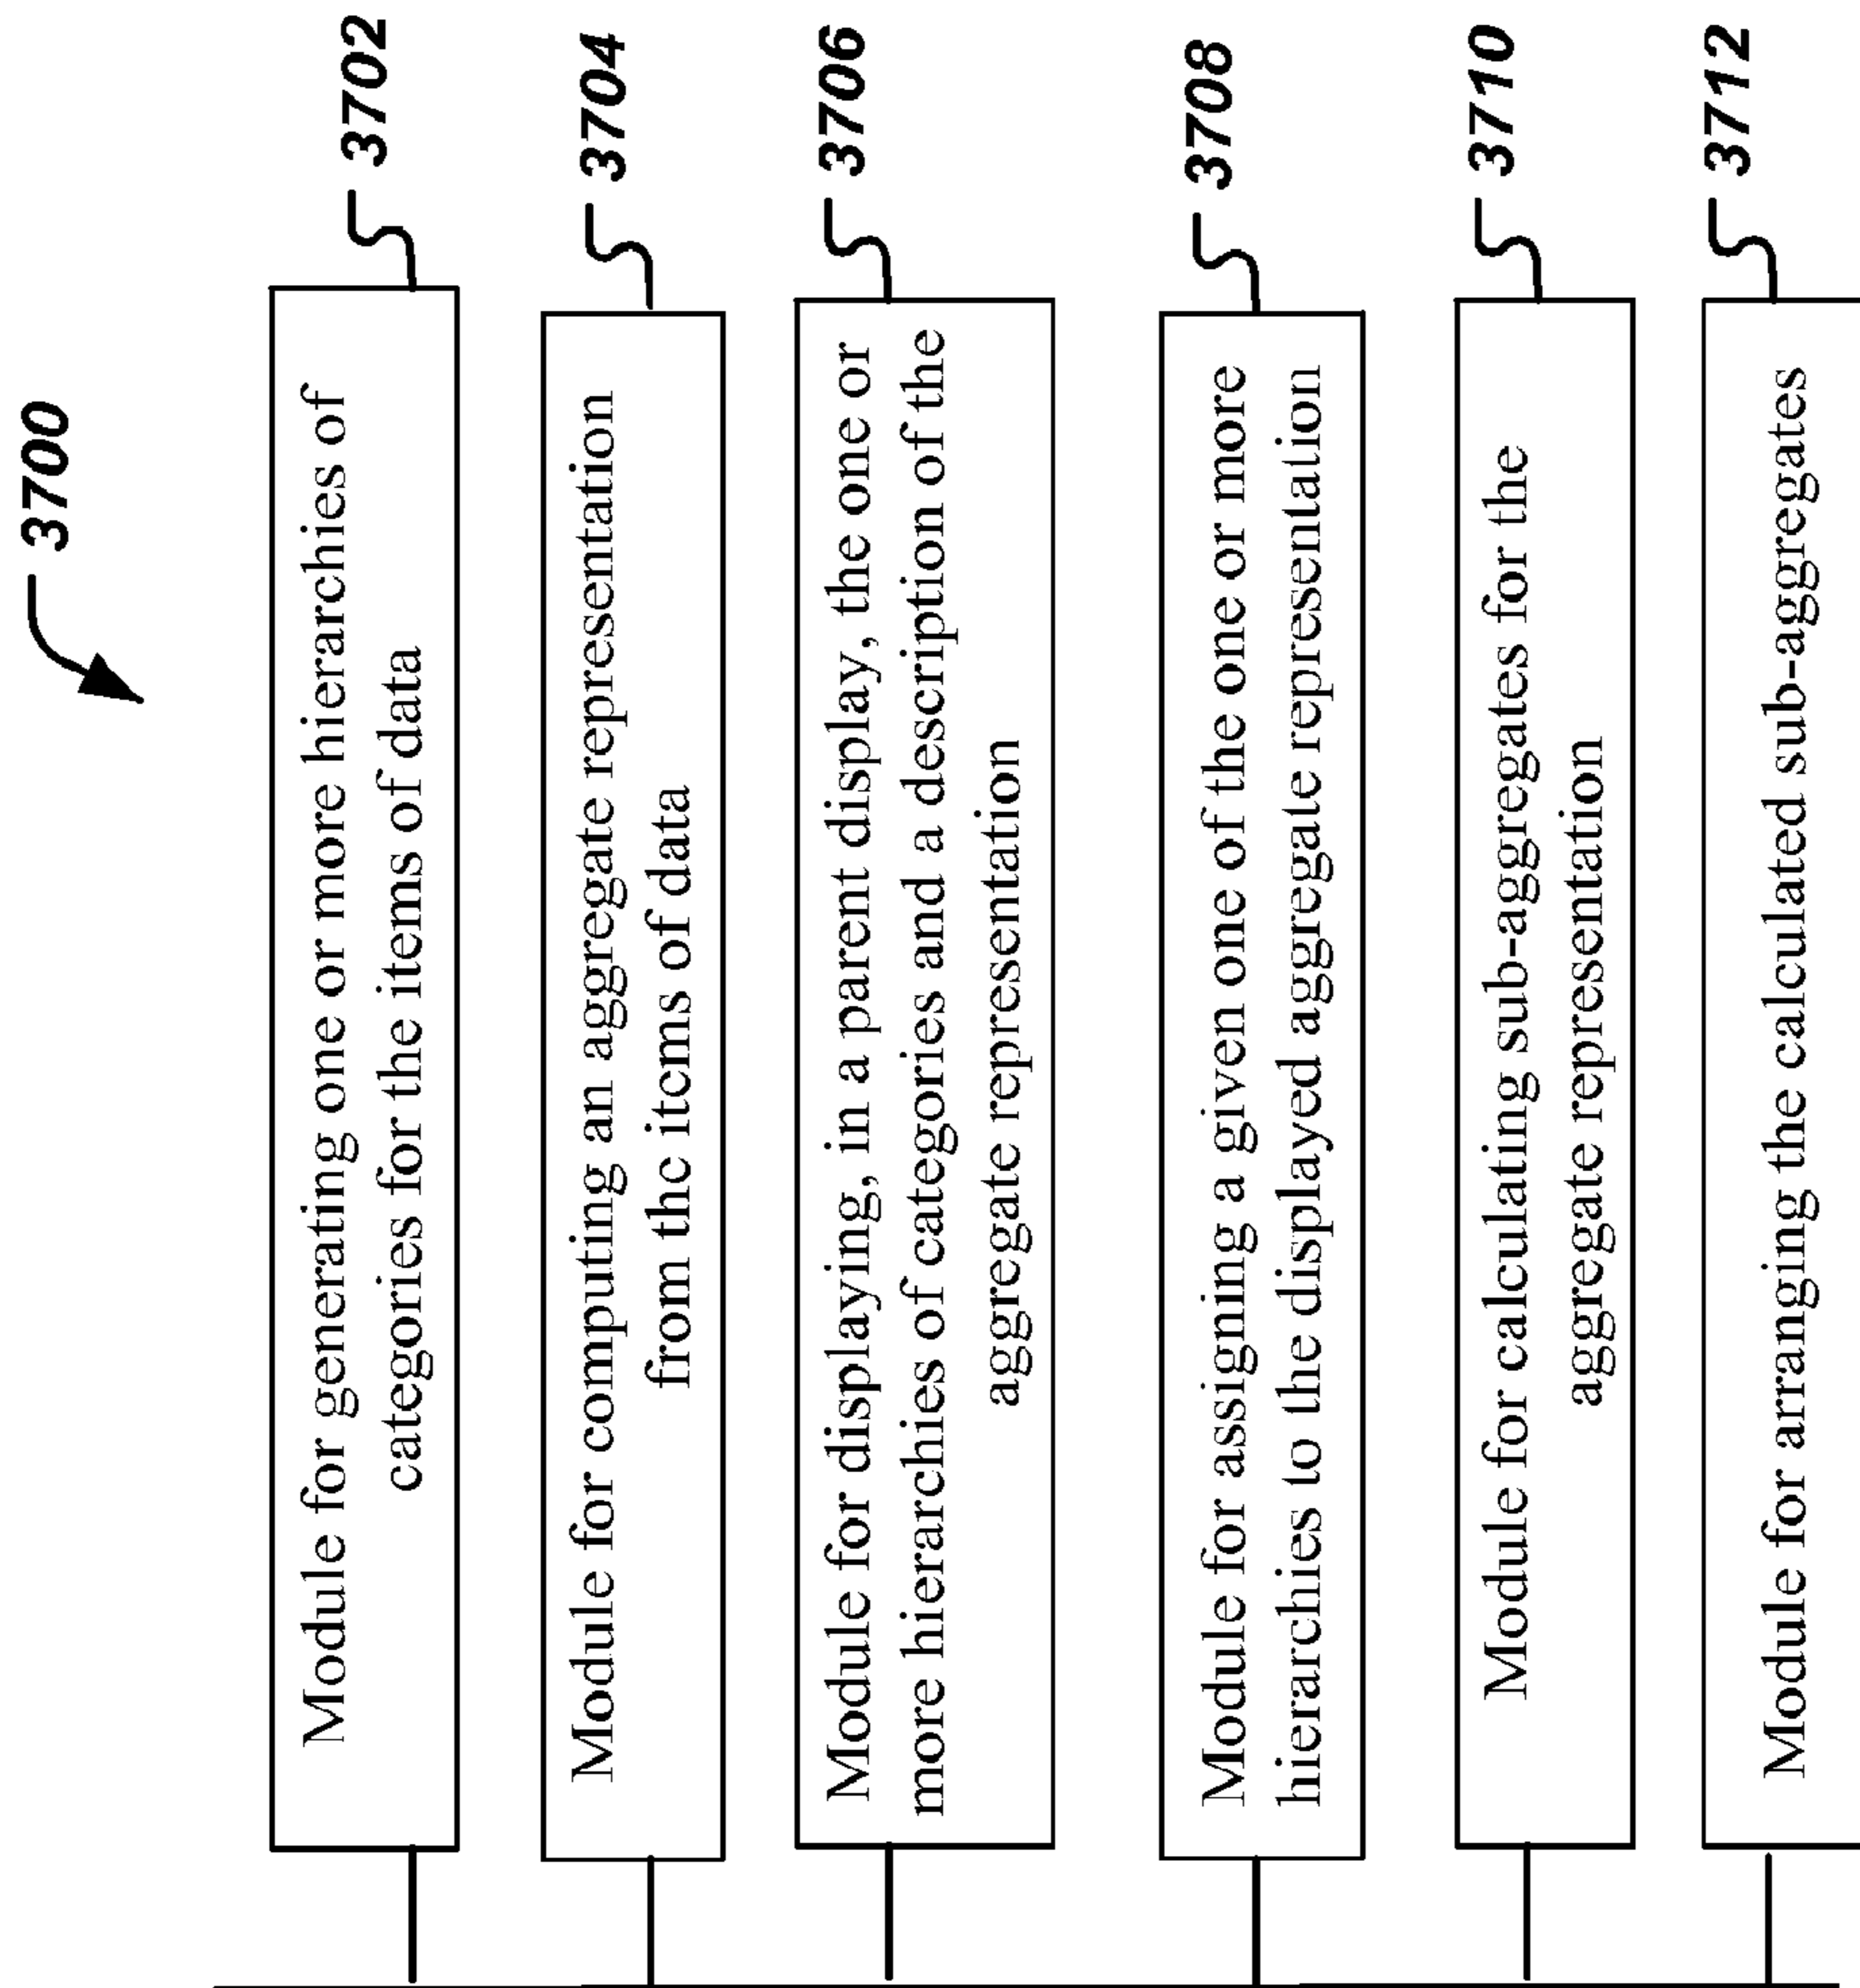 3700
Module for generating one or more hierarchies of
categories for the items of data
3702
Module for computing an aggregate representation
from the items of data
3704
Module for displaying, in a parent display, the one or
more hierarchies of categories and a description of the
aggregate representation
3706
Module for assigning a given one of the one or more
hierarchies to the displayed aggregate representation
3708
Module for calculating sub-aggregates for the
aggregate representation
3710
Module for arranging the calculated sub-aggregates
3712